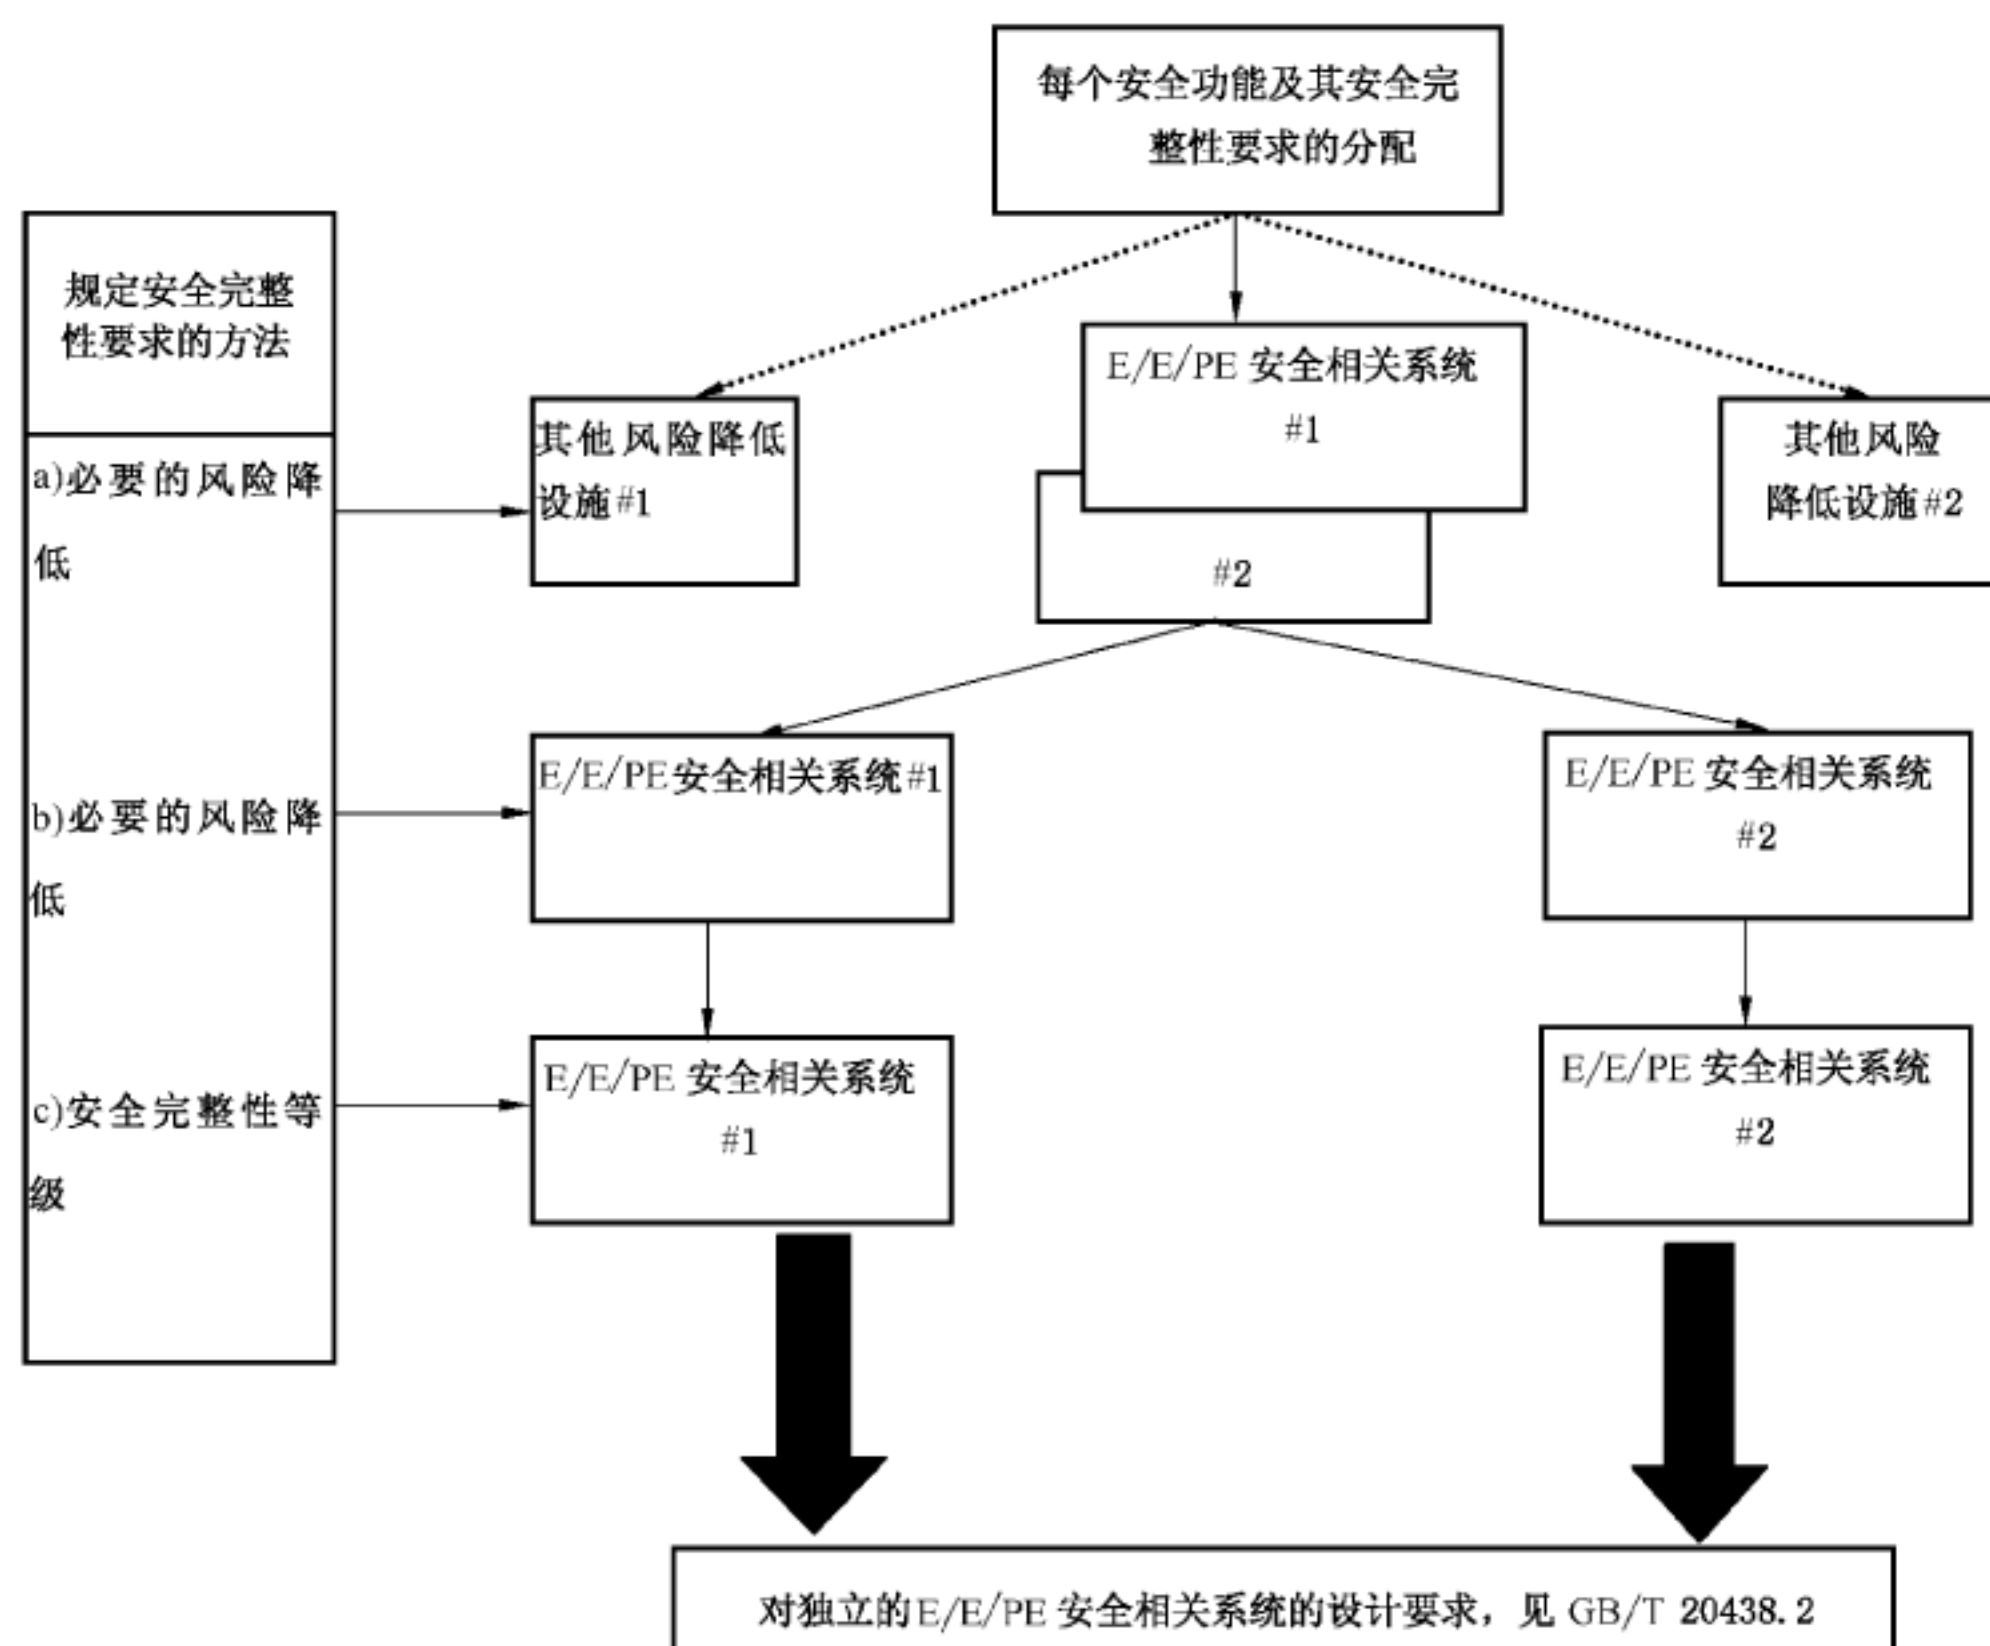 每个安全功能及其安全完
整性要求的分配
规定安全完整
性要求的方法
E/E/PE 安全相关系统
#1
其他风险降低
设施#1
其他风险
降低设施#2
a)必要的风险降
低
#2
E/E/PE安全相关系统#1
E/E/PE 安全相关系统
#2
b)必要的风险降
低
E/E/PE 安全相关系统
#1
E/E/PE 安全相关系统
#2
c)安全完整性等
级
对独立的E/E/PE 安全相关系统的设计要求，见 GB/T 20438.2